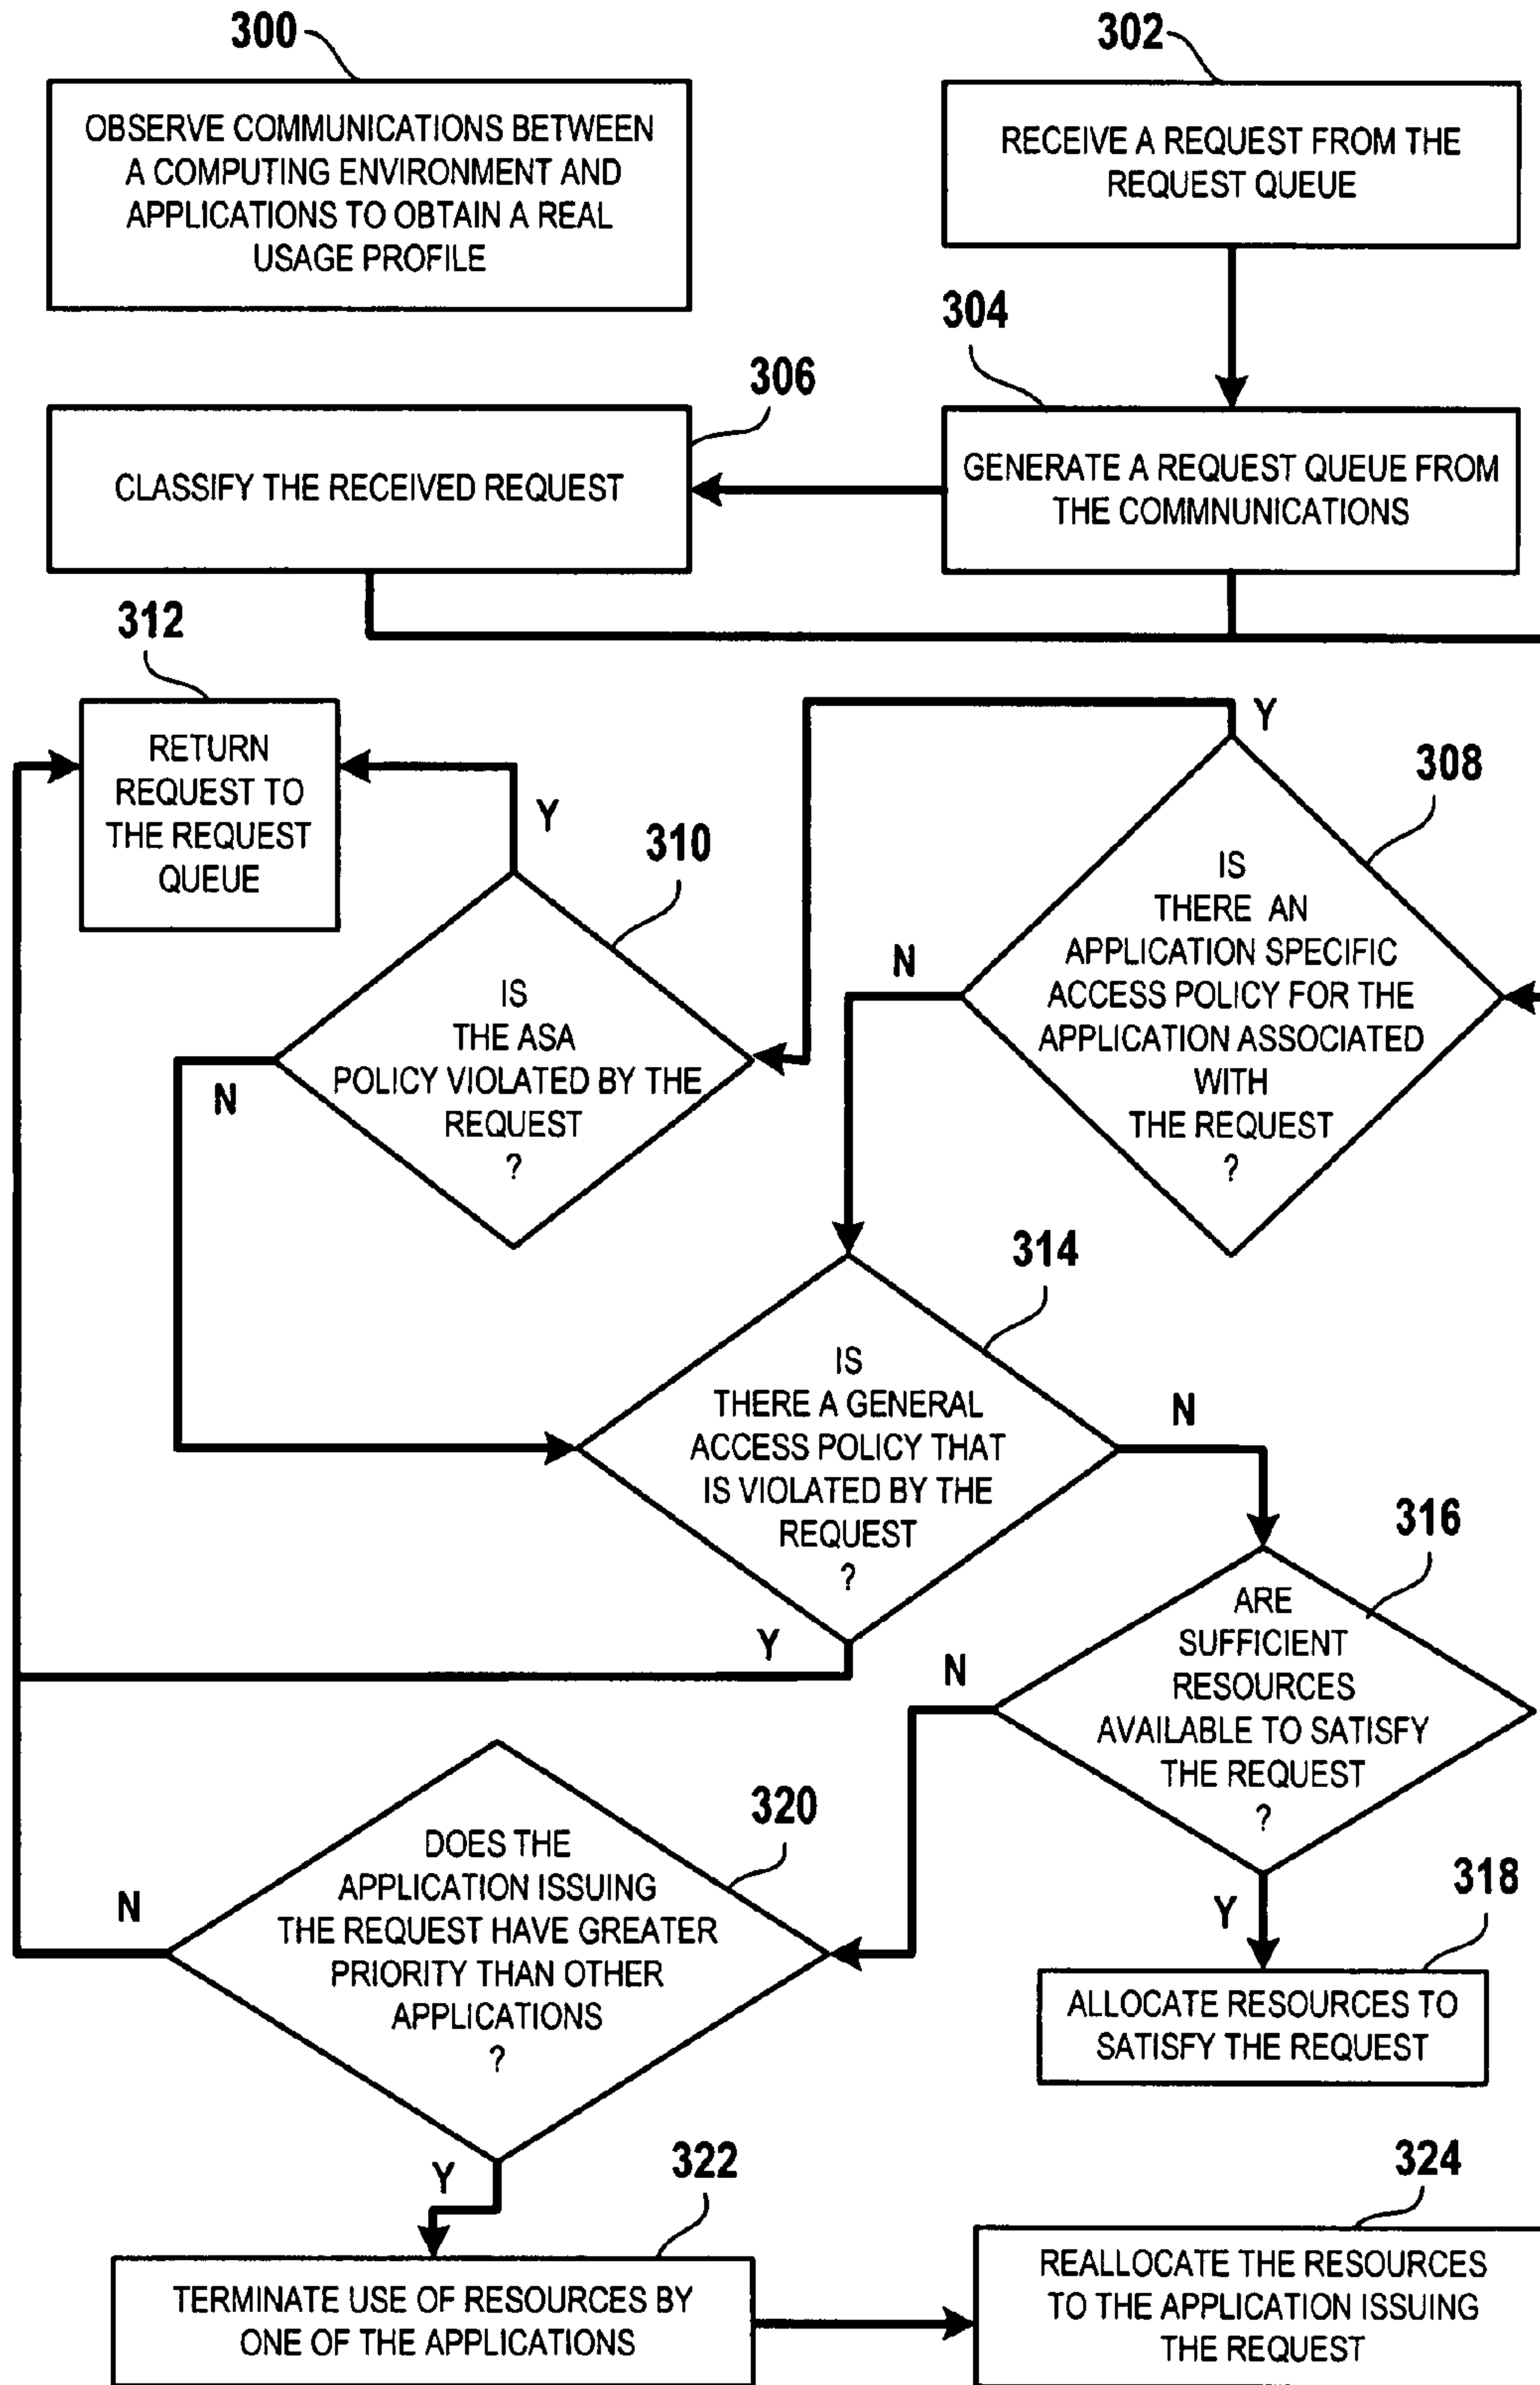 300
OBSERVE COMMUNICATIONS BETWEEN
A COMPUTING ENVIRONMENT AND
APPLICATIONS TO OBTAIN A REAL
USAGE PROFILE
302
RECEIVE A REQUEST FROM THE
REQUEST QUEUE
304
GENERATE A REQUEST QUEUE FROM
THE COMMNUNICATIONS
306
CLASSIFY THE RECEIVED REQUEST
312
RETURN
REQUEST TO
THE REQUEST
QUEUE
Y
308
IS
THERE AN
APPLICATION SPECIFIC
ACCESS POLICY FOR THE
APPLICATION ASSOCIATED
WITH
THE REQUEST
?
N
Y
310
IS
THE ASA
POLICY VIOLATED BY THE
REQUEST
?
N
314
IS
THERE A GENERAL
ACCESS POLICY THAT
IS VIOLATED BY THE
REQUEST
?
N
Y
316
ARE
SUFFICIENT
RESOURCES
AVAILABLE TO SATISFY
THE REQUEST
?
N
Y
318
ALLOCATE RESOURCES TO
SATISFY THE REQUEST
320
DOES THE
APPLICATION ISSUING
THE REQUEST HAVE GREATER
PRIORITY THAN OTHER
APPLICATIONS
?
N
Y
322
TERMINATE USE OF RESOURCES BY
ONE OF THE APPLICATIONS
324
REALLOCATE THE RESOURCES
TO THE APPLICATION ISSUING
THE REQUEST